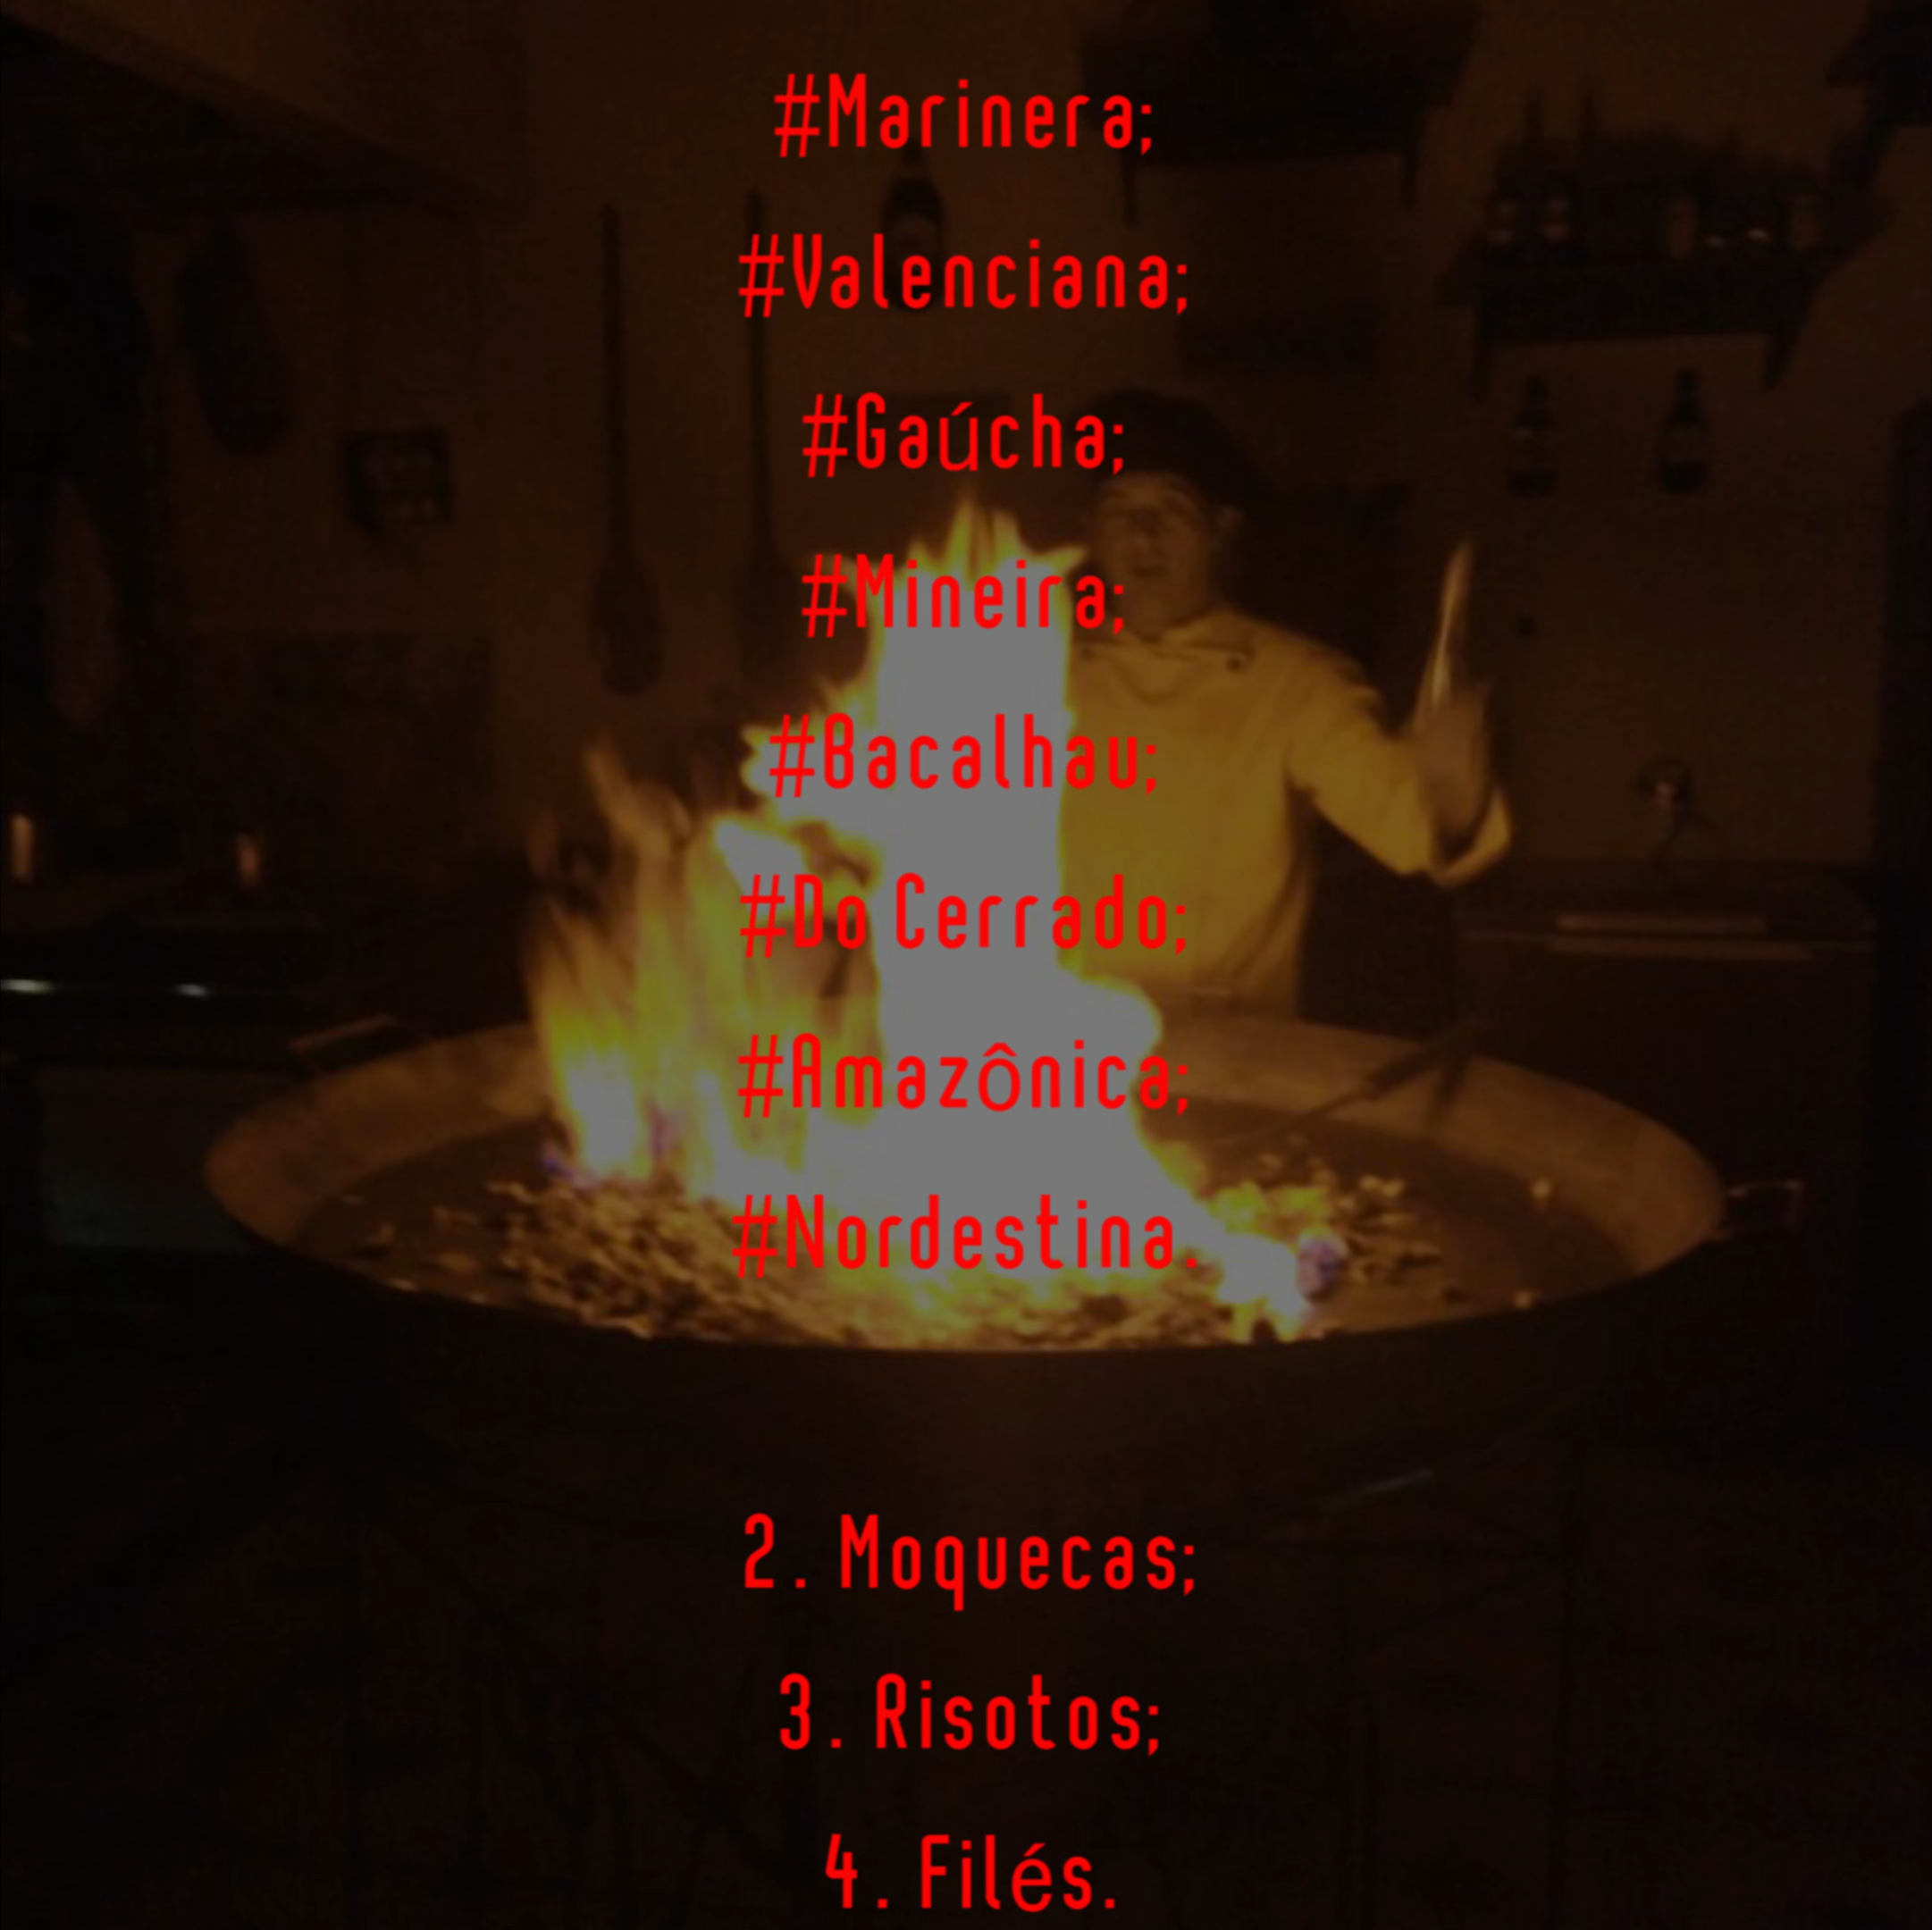 #Marinera;
#Valenciana;
#Gaúcha;
#Mineira;
#Bacalhau;
#Do Cerrado;
#Amazônica;
#Nordestina.
2. Moquecas;
3. Risotos;
4. Filés.